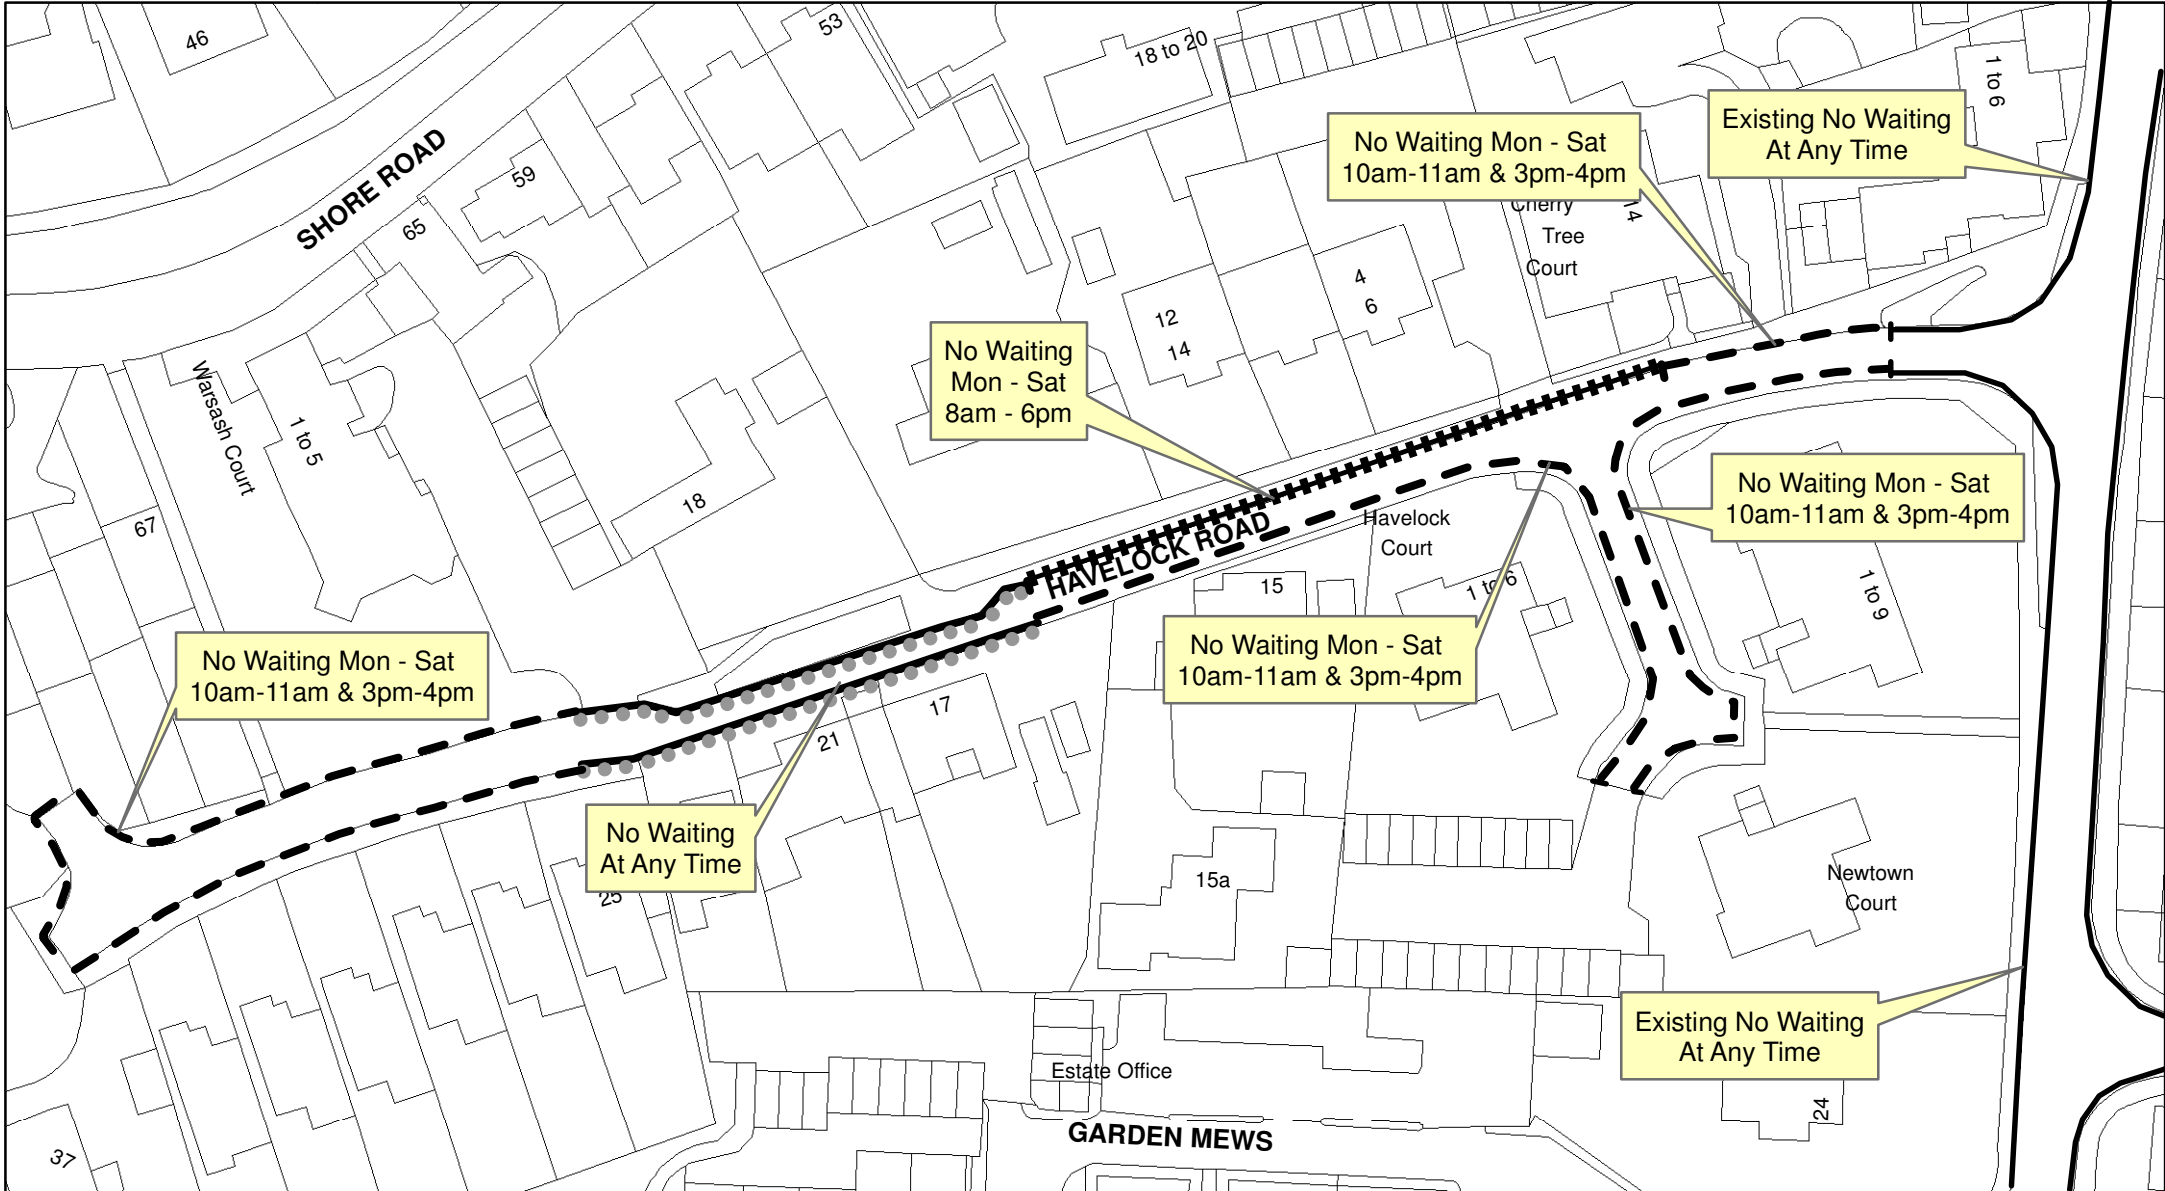 46
53
18 to 20
1 to 6
Existing No Waiting
At Any Time
No Waiting Mon - Sat
10am-11am & 3pm-4pm
SHORE ROAD
59
65
14
Cherry
Tree
Court
4
6
12
14
No Waiting
Mon - Sat
8am - 6pm
Warsash Court
1 to 5
67
18
HAVELOCK ROAD
Havelock
Court
No Waiting Mon - Sat
10am-11am & 3pm-4pm
15
1 to 6
1 to 9
No Waiting Mon - Sat
10am-11am & 3pm-4pm
No Waiting Mon - Sat
10am-11am & 3pm-4pm
17
21
No Waiting
At Any Time
25
15a
Newtown
Court
Existing No Waiting
At Any Time
Estate Office
GARDEN MEWS
24
37